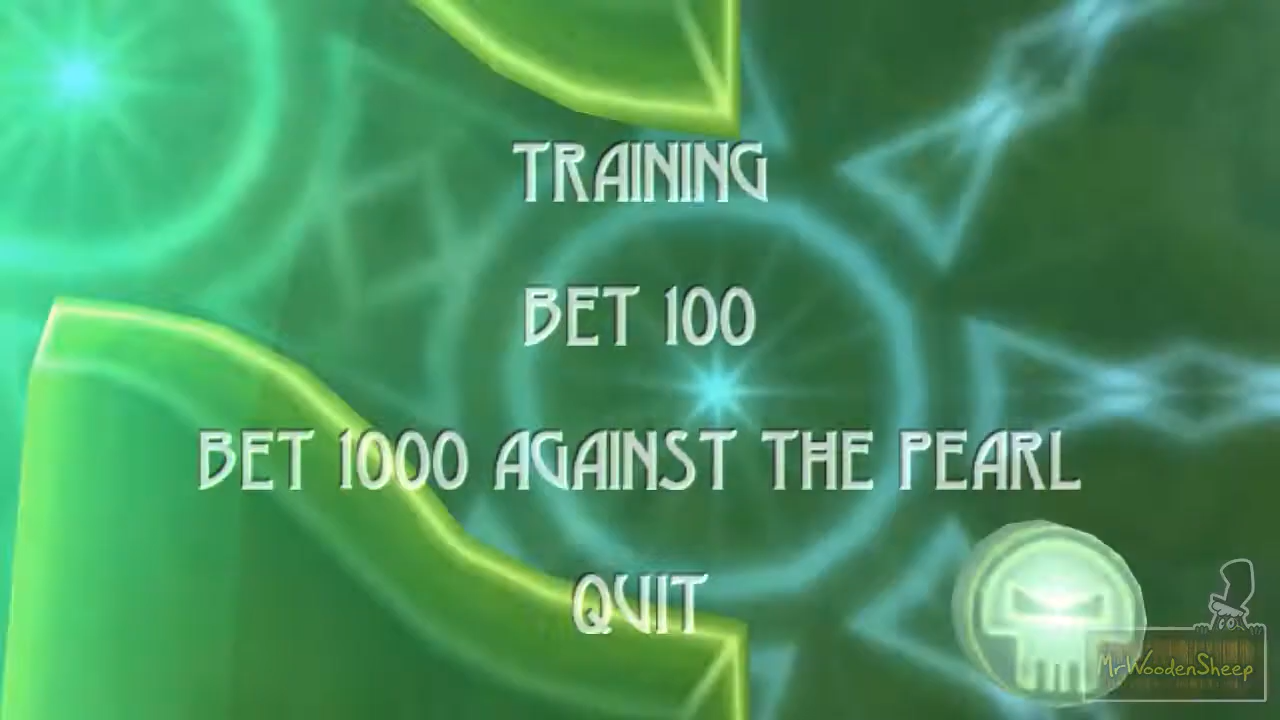 TRAINING
BET 100
BET 1000 AGAINST THE PEARL
QUIT
MrWoodenSheep